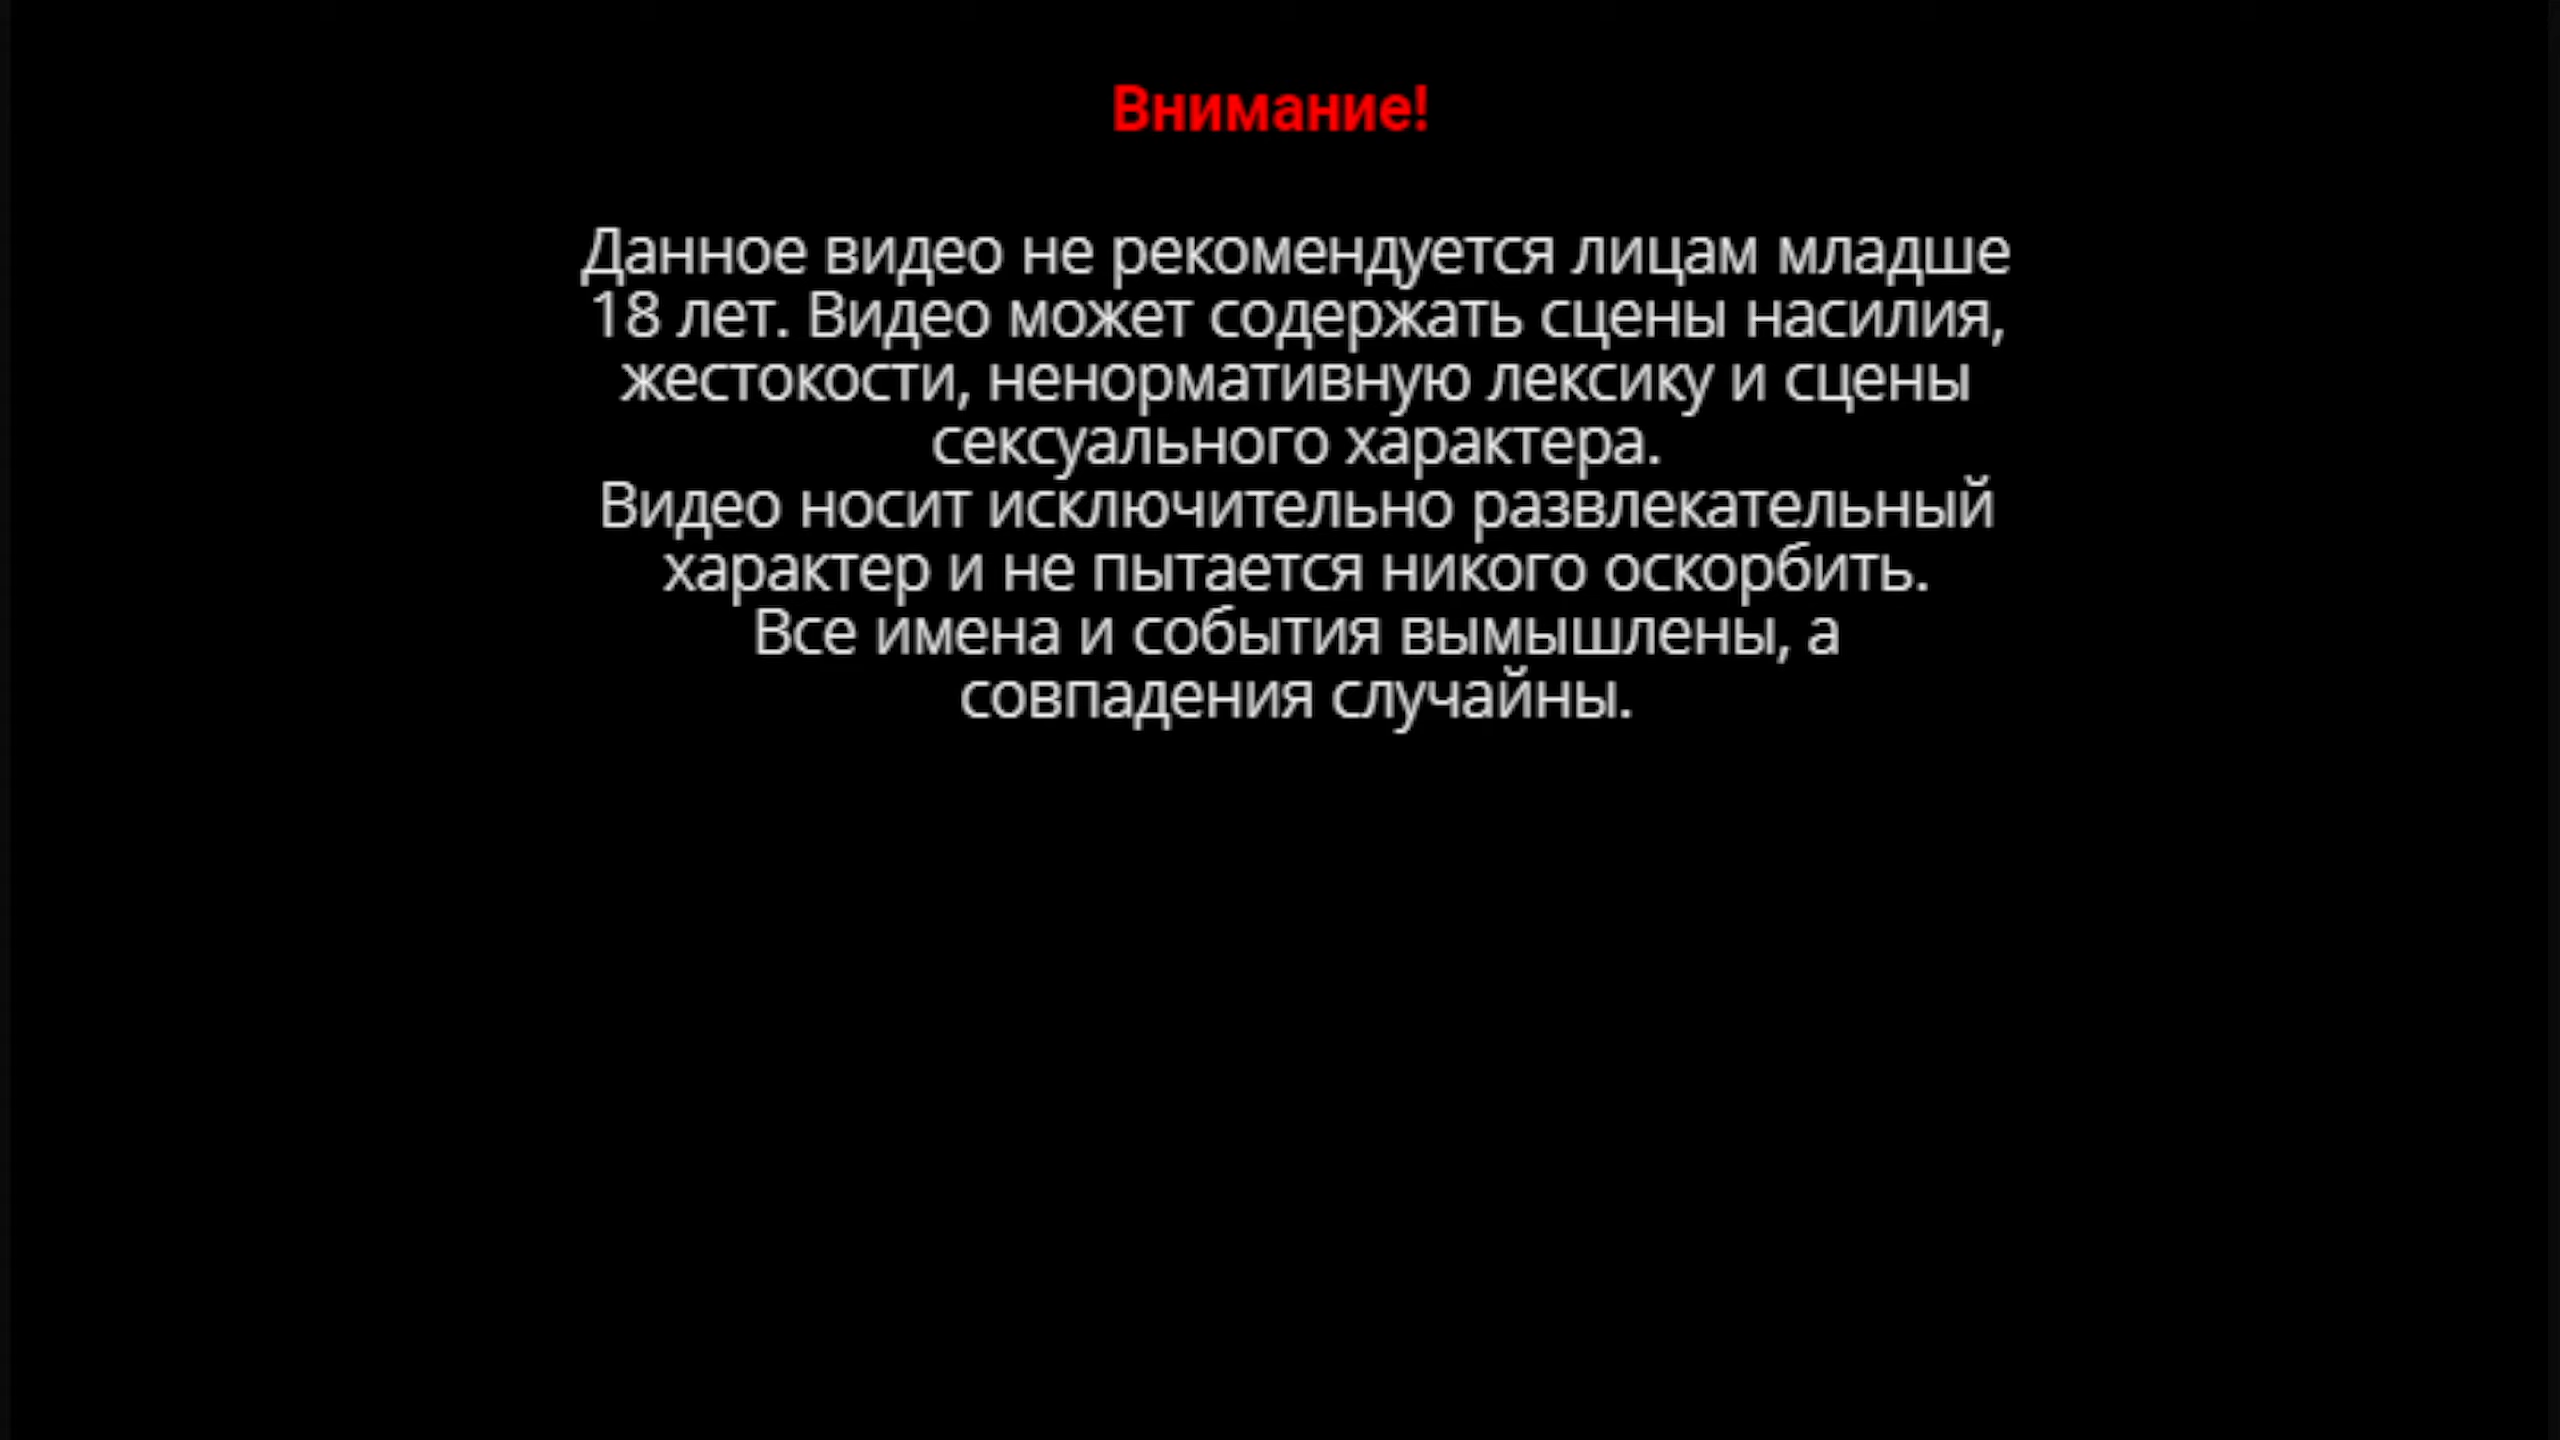 Внимание!
Данное видео не рекомендуется лицам младше
18 лет. Видео может содержать сцены насилия,
жестокости, ненормативную лексику и сцены
сексуального характера.
Видео носит исключительно развлекательный
характер и не пытается никого оскорбить.
Все имена и события вымышлены, а
совпадения случайны.